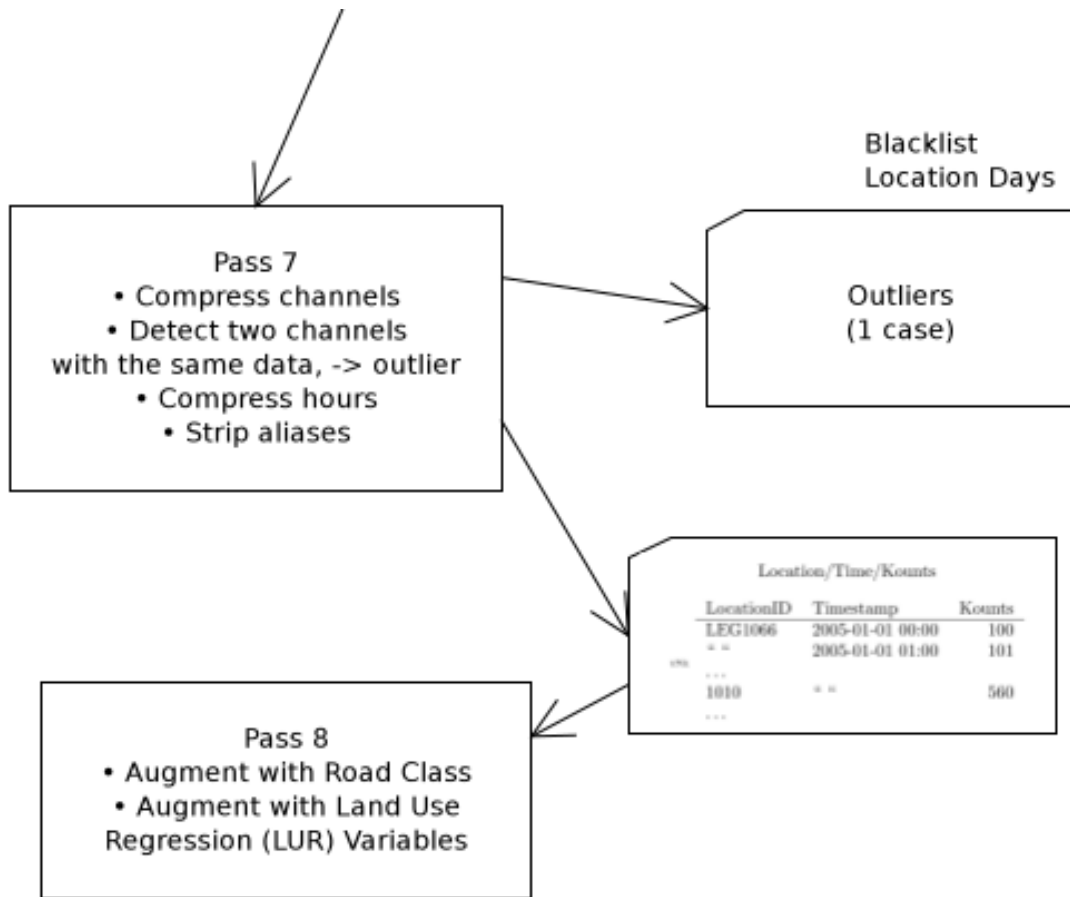 Blacklist
Location Days
Pass 7
• Compress channels
• Detect two channels
with the same data, -> outlier
• Compress hours
• Strip aliases
Outliers
(1 case)
Location/Time/Kounts
LocationID Timestamp Kounts
LEG1066 2005-01-01 00:00 100
" " 2005-01-01 01:00 101
...
1010 " " 560
...
Pass 8
• Augment with Road Class
• Augment with Land Use
Regression (LUR) Variables